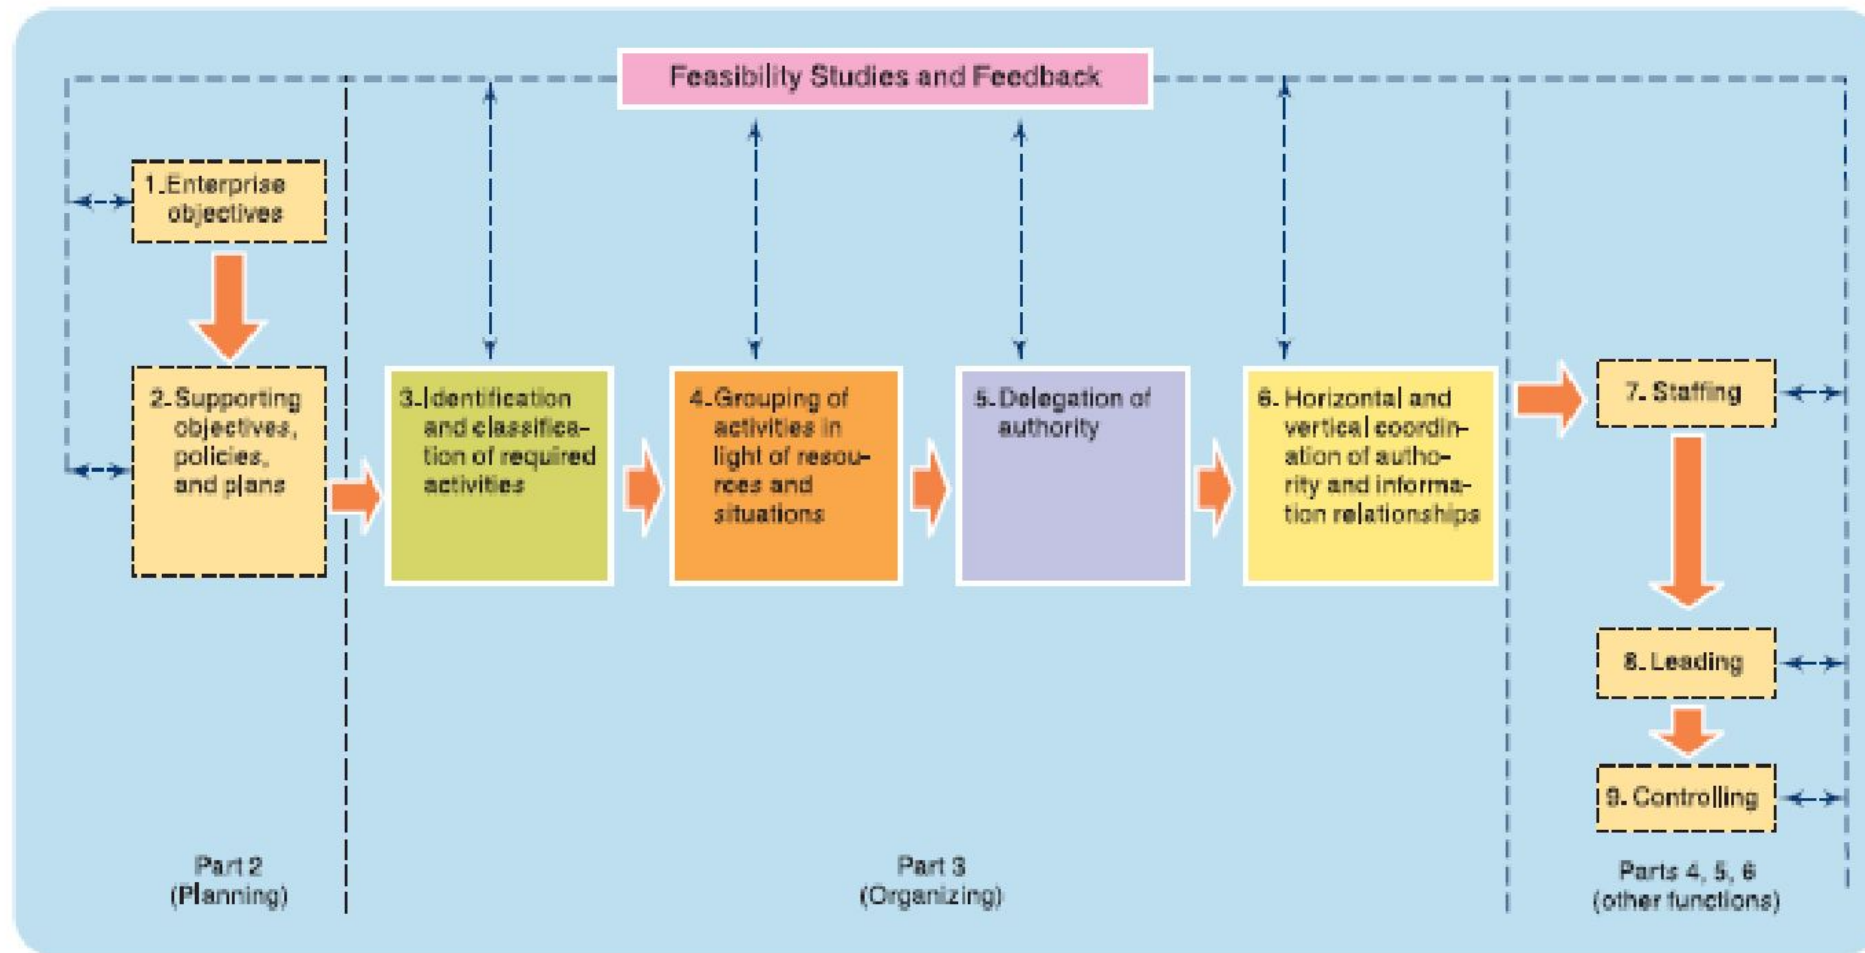 Feasibility Studies and Feedback
1. Enterprise
objectives
2. Supporting
objectives,
policies,
and plans
3. Identification
and classifica-
tion of required
activities
4. Grouping of
activities in
light of resou-
rces and
situations
5. Delegation of
authority
6. Horizontal and
vertical coordin-
ation of autho-
rity and informa-
tion relationships
7. Staffing
8. Leading
9. Controlling
Part 2
(Planning)
Part 3
(Organizing)
Parts 4, 5, 6
(other functions)